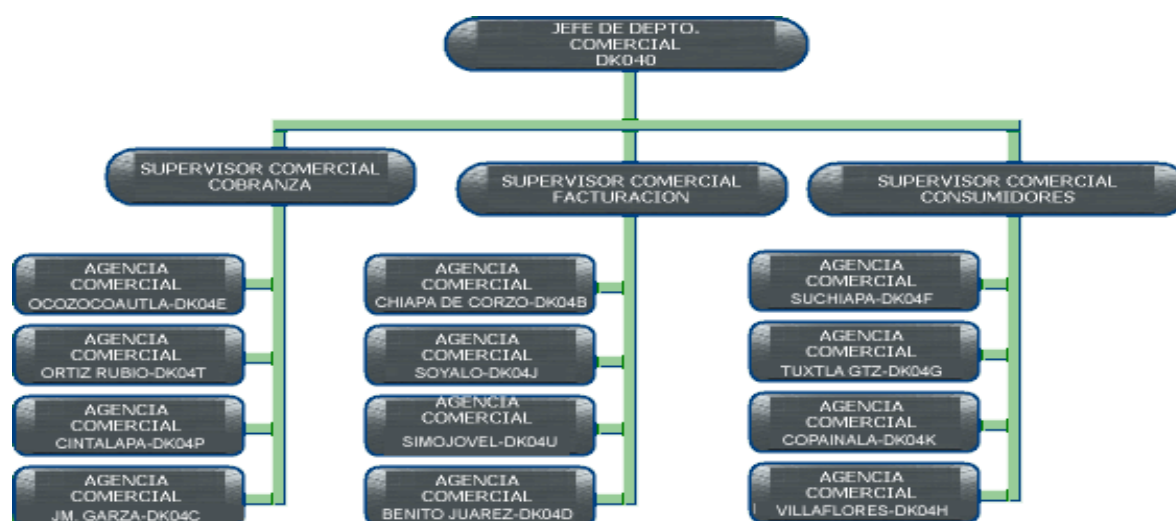 JEFE DE DEPTO.
COMERCIAL
DK040
SUPERVISOR COMERCIAL
COBRANZA
SUPERVISOR COMERCIAL
FACTURACION
SUPERVISOR COMERCIAL
CONSUMIDORES
AGENCIA
COMERCIAL
OCOZOCOAUTLA-DK04E
AGENCIA
COMERCIAL
ORTIZ RUBIO-DK04T
AGENCIA
COMERCIAL
CINTALAPA-DK04P
AGENCIA
COMERCIAL
JM. GARZA-DK04C
AGENCIA
COMERCIAL
CHIAPA DE CORZO-DK04B
AGENCIA
COMERCIAL
SOYALO-DK04J
AGENCIA
COMERCIAL
SIMOJOVEL-DK04U
AGENCIA
COMERCIAL
BENITO JUAREZ-DK04D
AGENCIA
COMERCIAL
SUCHIAPA-DK04F
AGENCIA
COMERCIAL
TUXTLA GTZ-DK04G
AGENCIA
COMERCIAL
COPAINALA-DK04K
AGENCIA
COMERCIAL
VILLAFLORES-DK04H